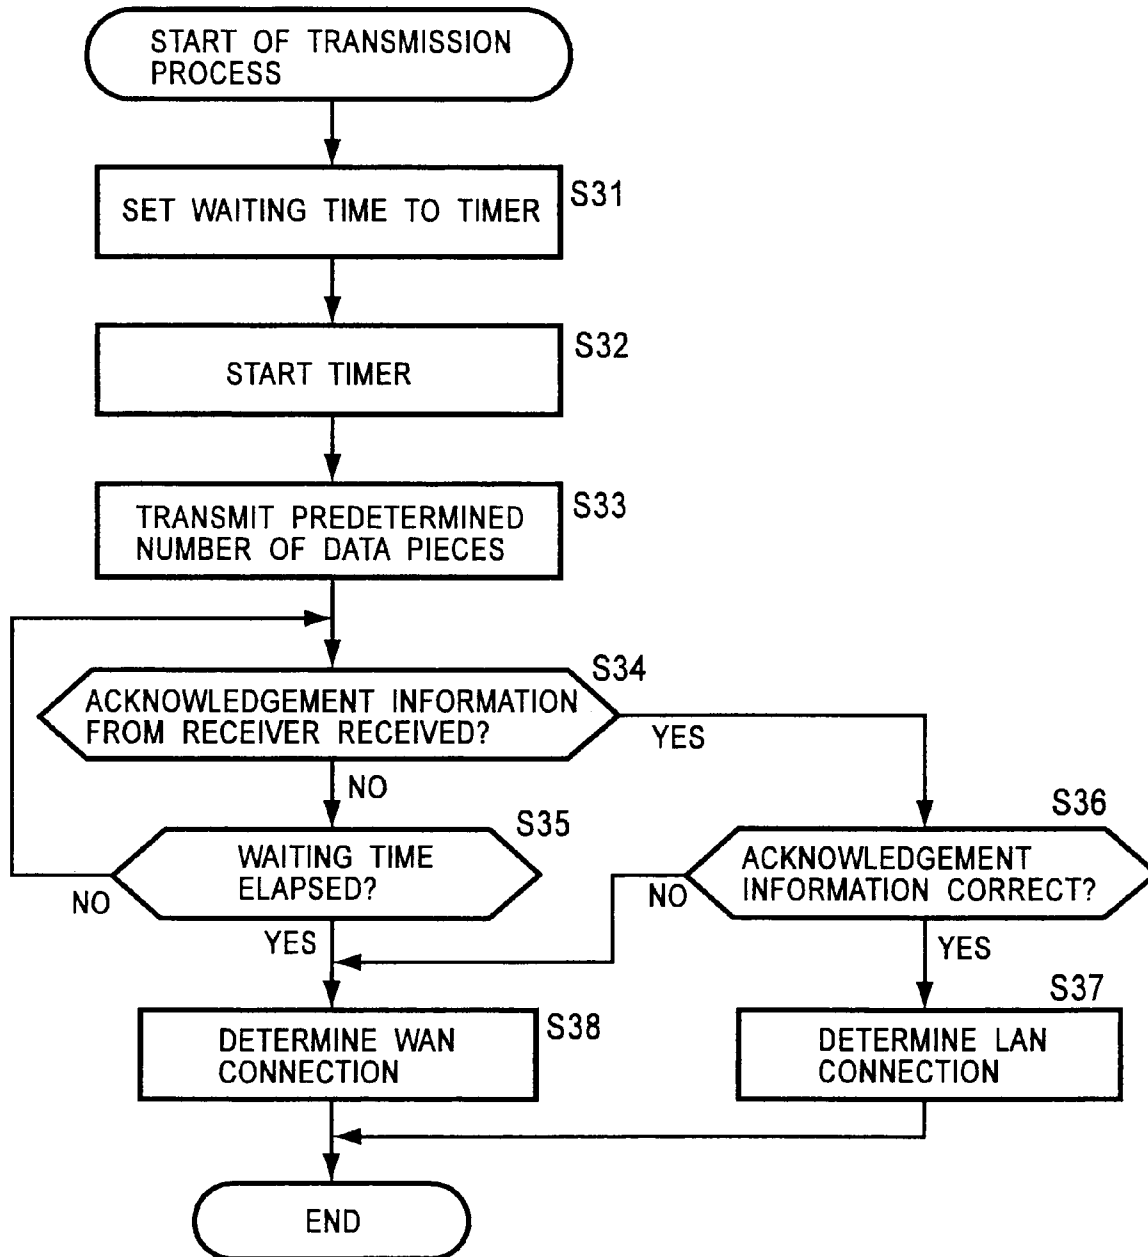 START OF TRANSMISSION
PROCESS
S31
SET WAITING TIME TO TIMER
S32
START TIMER
S33
TRANSMIT PREDETERMINED
NUMBER OF DATA PIECES
S34
ACKNOWLEDGEMENT INFORMATION
FROM RECEIVER RECEIVED?
YES
NO
S35
WAITING TIME
ELAPSED?
NO
YES
S36
ACKNOWLEDGEMENT
INFORMATION CORRECT?
NO
YES
S38
DETERMINE WAN
CONNECTION
S37
DETERMINE LAN
CONNECTION
END